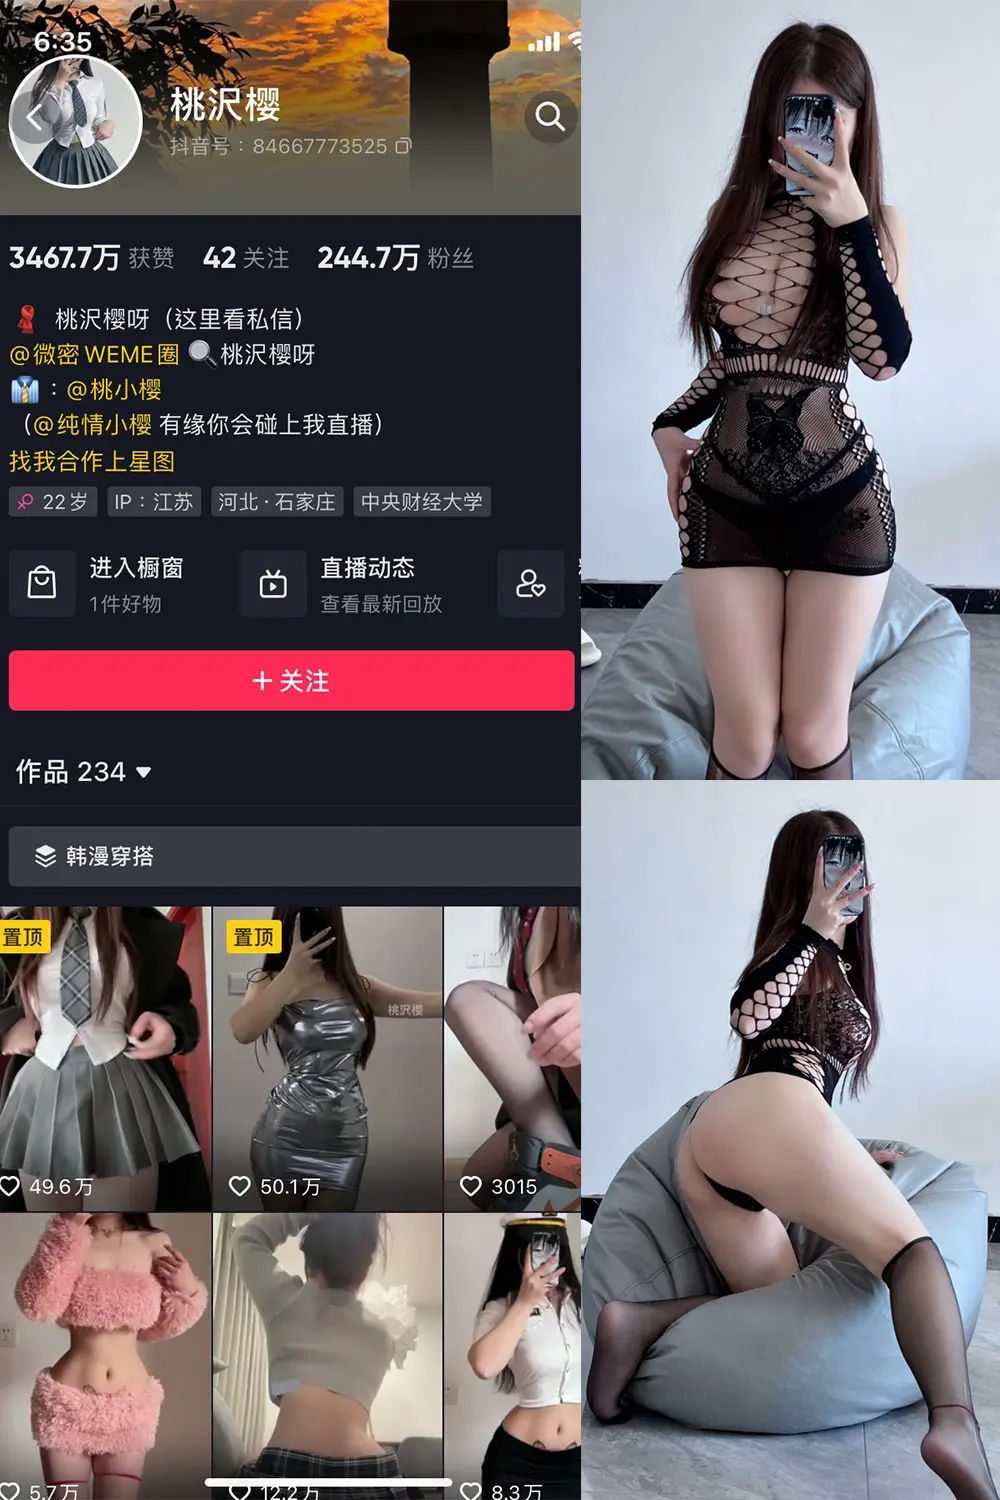 6:35
桃沢樱
抖音号：84667773525
3467.7万 获赞 42 关注 244.7万 粉丝
桃沢樱呀（这里看私信）
@微密WEME圈 🔍桃沢樱呀
👔：@桃小樱
（@纯情小樱 有缘你会碰上我直播）
找我合作上星图
22岁 IP：江苏 河北·石家庄 中央财经大学
进入橱窗
1件好物
直播动态
查看最新回放
+ 关注
作品 234
韩漫穿搭
置顶
置顶
桃沢樱
49.6万
50.1万
3015
5.7万
12.2万
8.3万